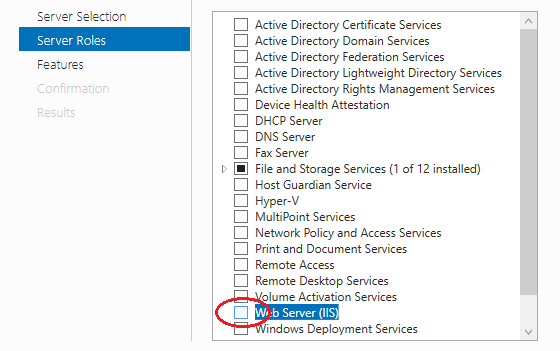 Server Selection
Server Roles
Features
Confirmation
Results
Active Directory Certificate Services
Active Directory Domain Services
Active Directory Federation Services
Active Directory Lightweight Directory Services
Active Directory Rights Management Services
Device Health Attestation
DHCP Server
DNS Server
Fax Server
File and Storage Services (1 of 12 installed)
Host Guardian Service
Hyper-V
MultiPoint Services
Network Policy and Access Services
Print and Document Services
Remote Access
Remote Desktop Services
Volume Activation Services
Web Server (IIS)
Windows Deployment Services